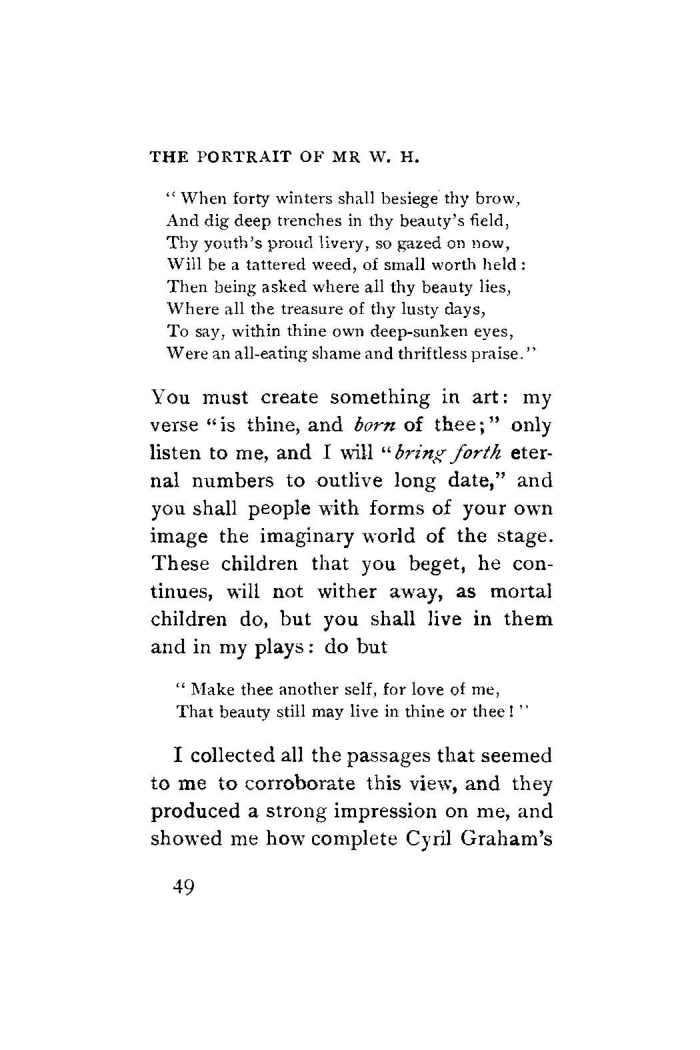 THE PORTRAIT OF MR W. H.
“ When forty winters shall besiege thy brow,
And dig deep trenches in thy beauty's field,
Thy youth's proud livery, so gazed on now,
Will be a tattered weed, of small worth held :
Then being asked where all thy beauty lies,
Where all the treasure of thy lusty days,
To say, within thine own deep-sunken eyes,
Were an all-eating shame and thriftless praise.”
You must create something in art: my
verse “is thine, and born of thee;” only
listen to me, and I will “bring forth eter-
nal numbers to outlive long date,” and
you shall people with forms of your own
image the imaginary world of the stage.
These children that you beget, he con-
tinues, will not wither away, as mortal
children do, but you shall live in them
and in my plays: do but
“ Make thee another self, for love of me,
That beauty still may live in thine or thee ! ”
I collected all the passages that seemed
to me to corroborate this view, and they
produced a strong impression on me, and
showed me how complete Cyril Graham's
49